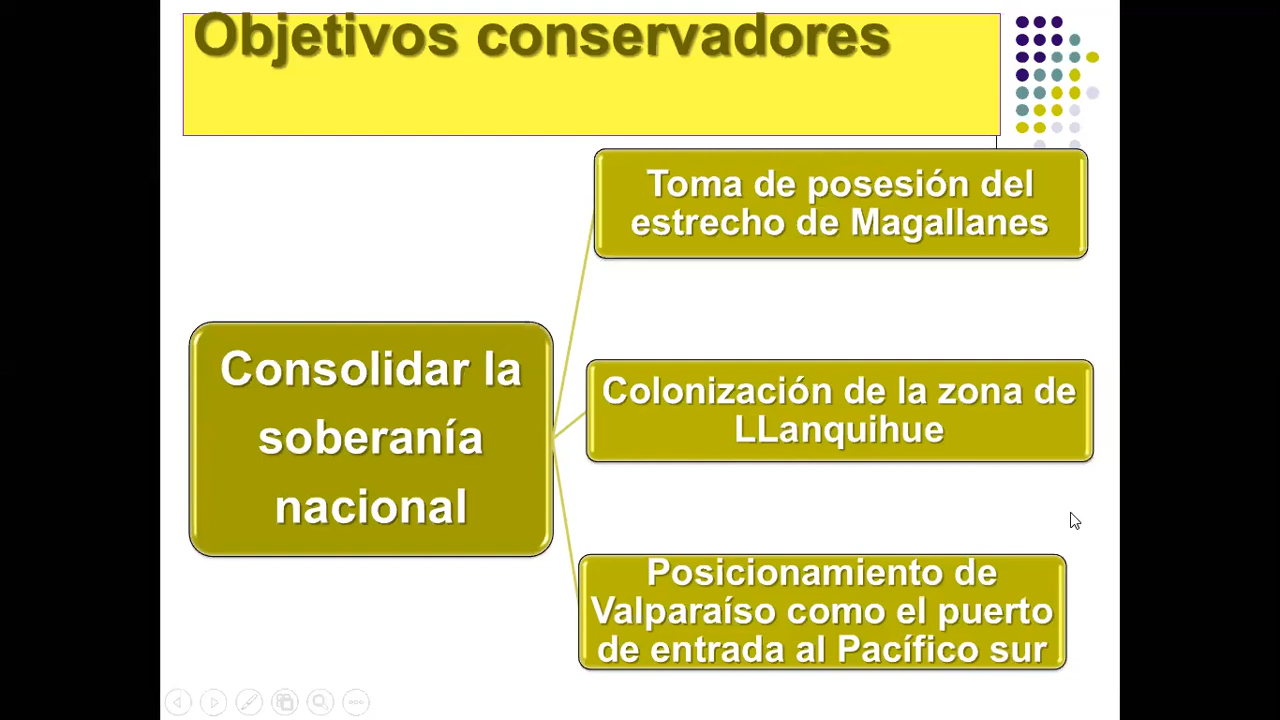 Objetivos conservadores
Toma de posesión del
estrecho de Magallanes
Consolidar la
soberanía
nacional
Colonización de la zona de
LLanquihue
Posicionamiento de
Valparaíso como el puerto
de entrada al Pacífico sur